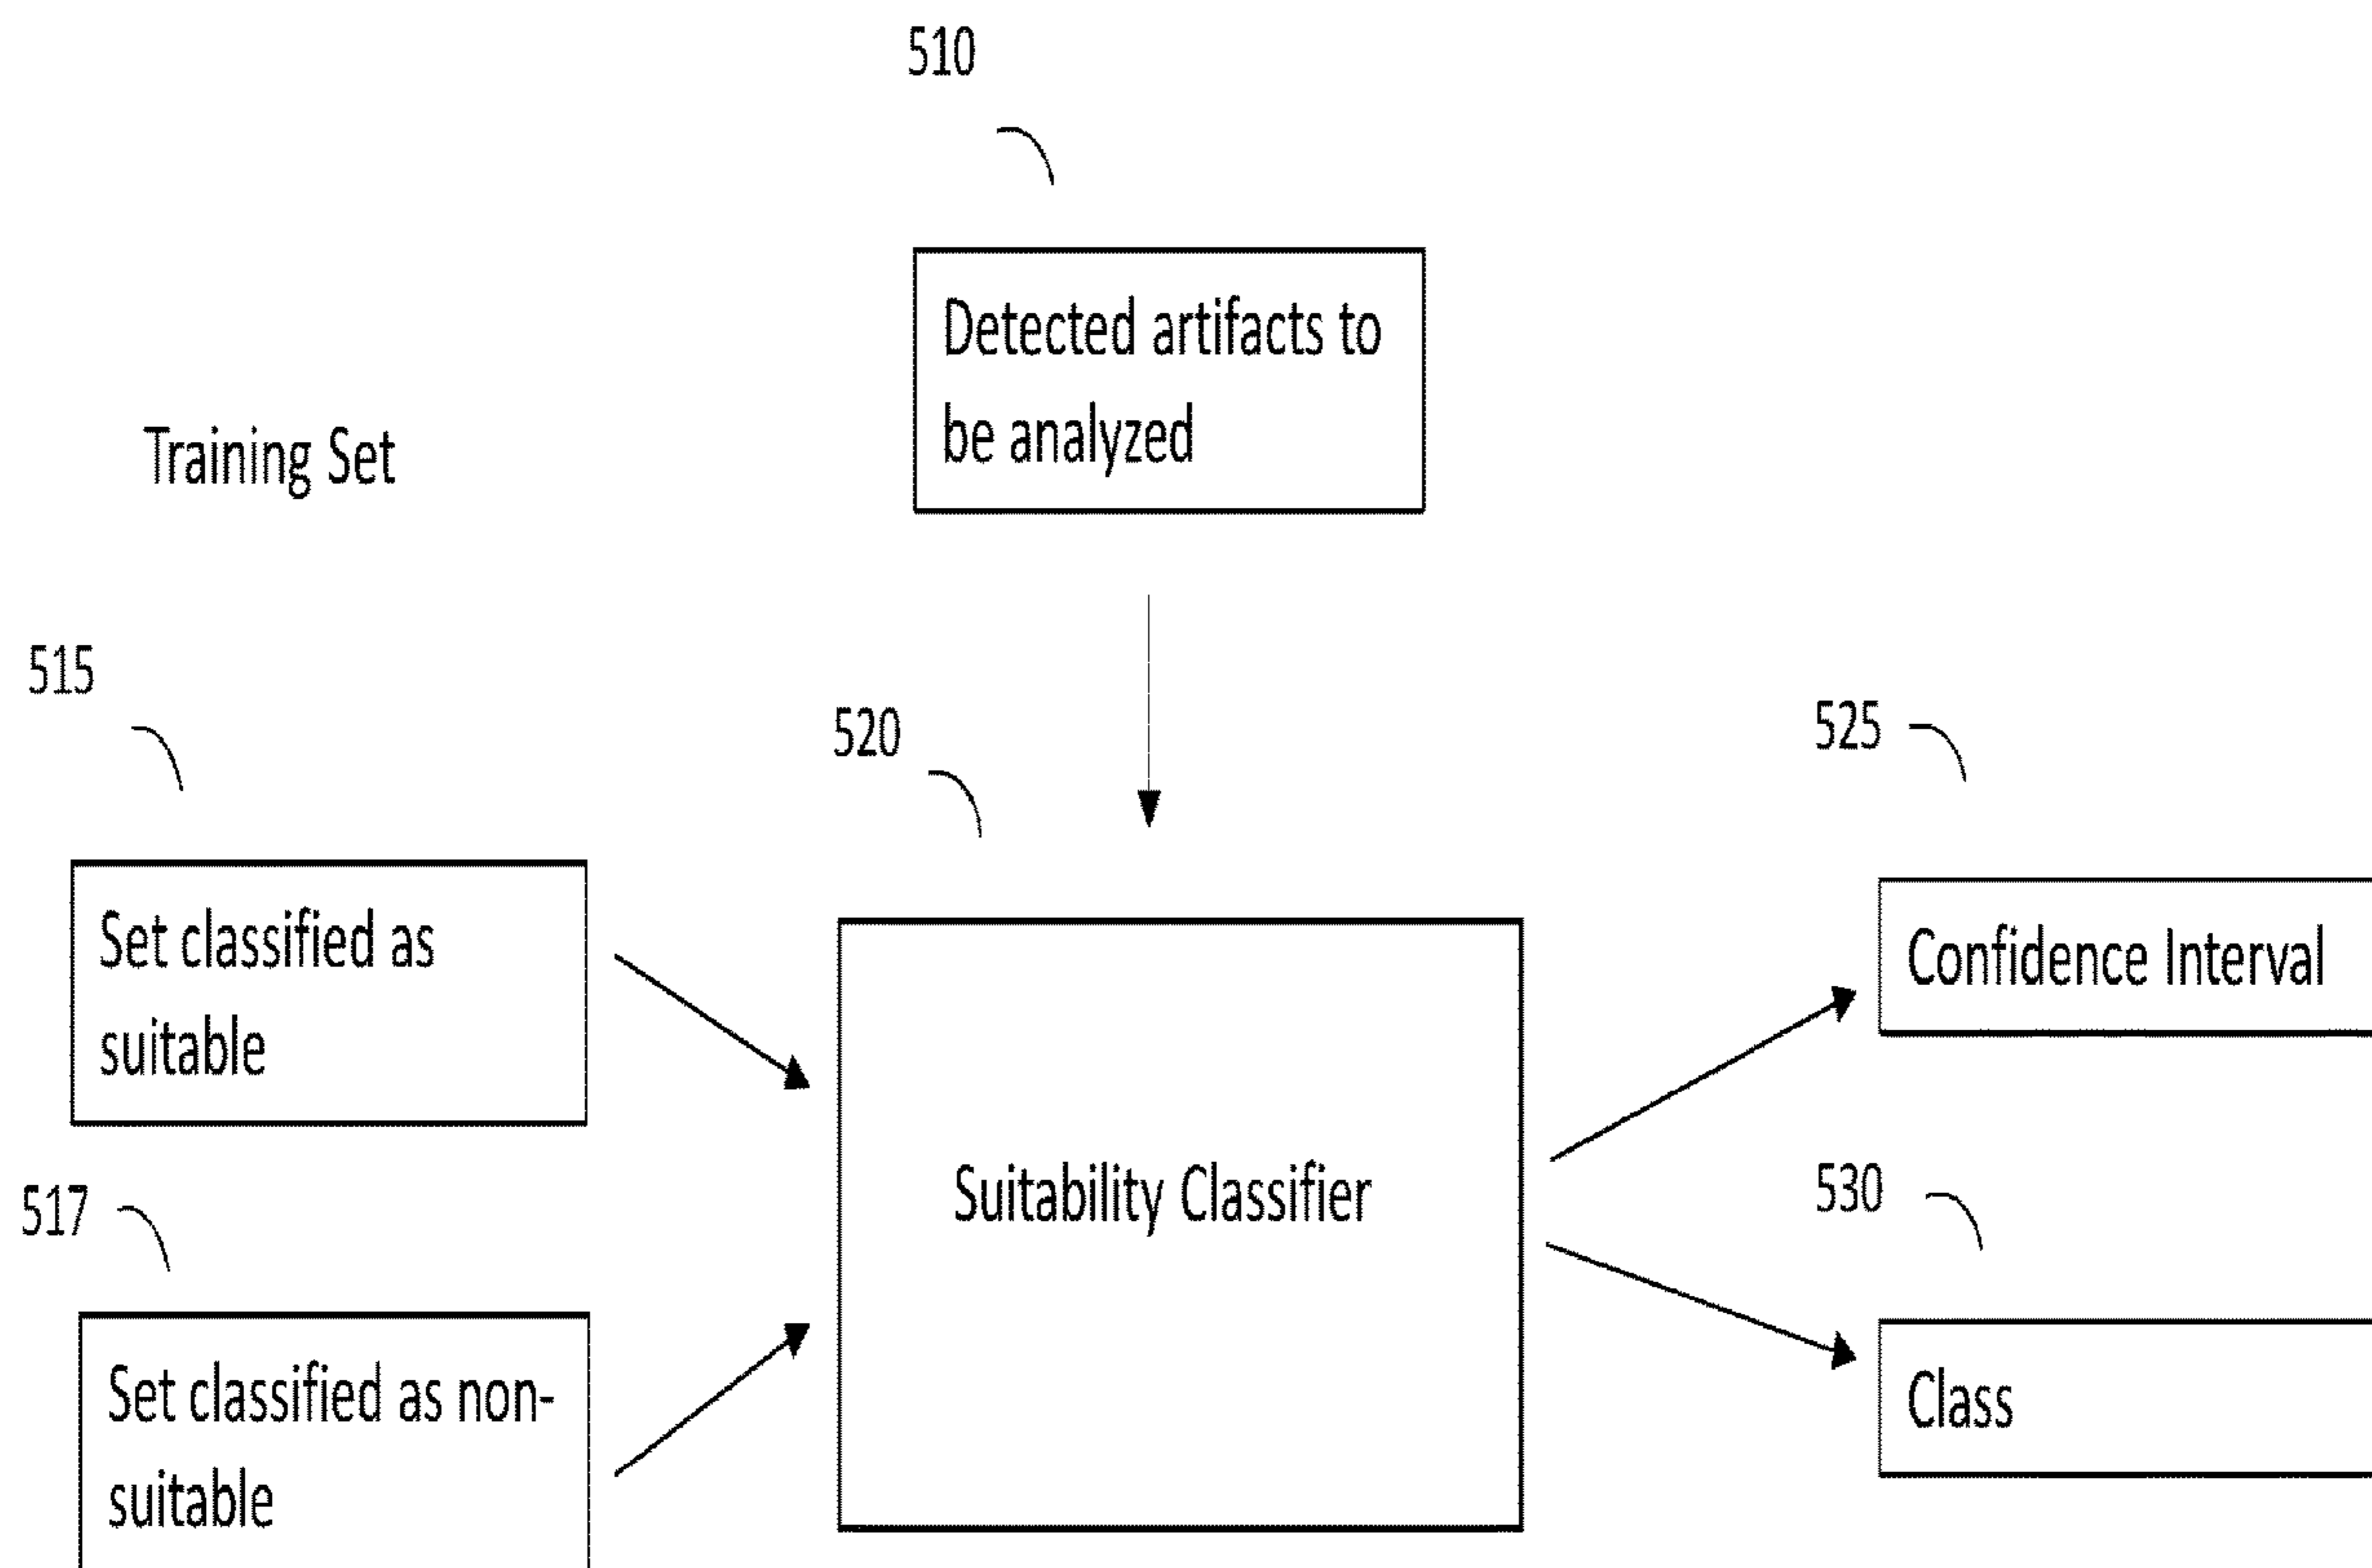 510
Detected artifacts to
be analyzed
Training Set
515
520
525
Set classified as
suitable
Confidence Interval
Suitability Classifier
517
530
Set classified as non-
suitable
Class